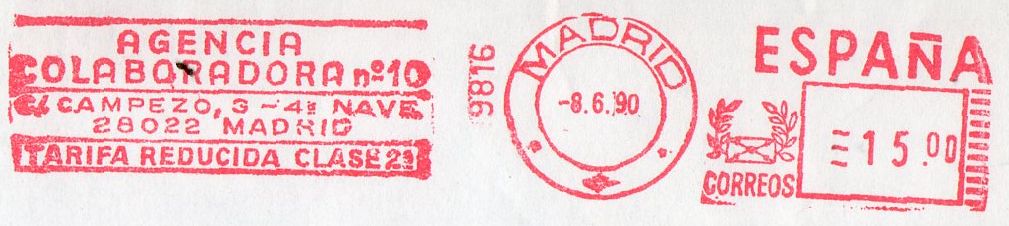 AGENCIA
COLABORADORA nº10
C/ CAMPEZO, 3-4ª NAVE
28022 MADRID
TARIFA REDUCIDA CLASE 2ª
9816
MADRID
-8.6.90
ESPAÑA
CORREOS
15.00